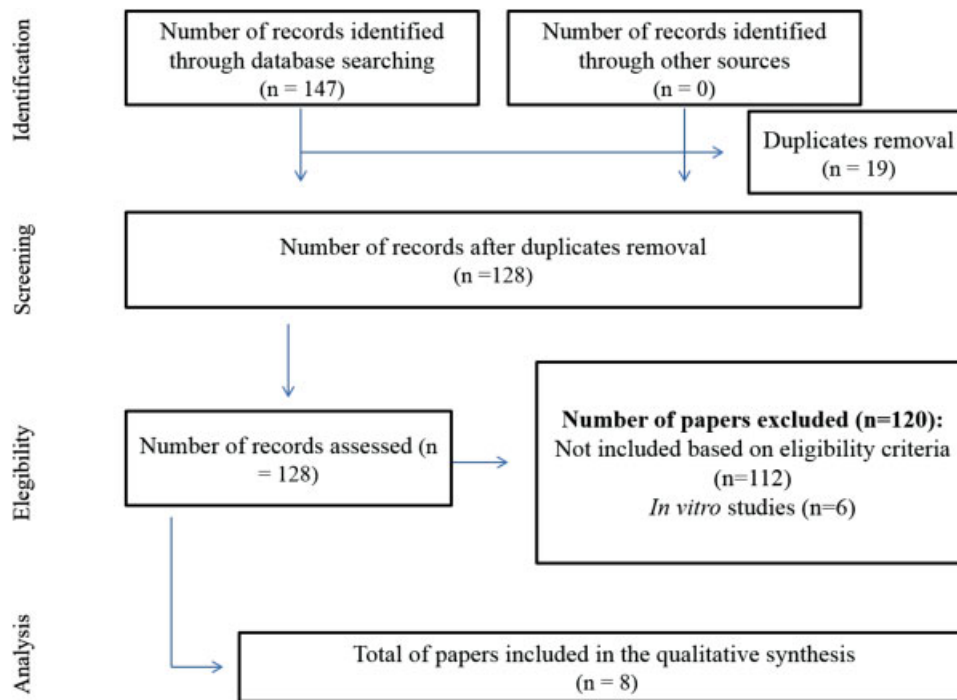 Identification
Number of records identified
through database searching
(n = 147)
Number of records identified
through other sources
(n = 0)
Duplicates removal
(n = 19)
Screening
Number of records after duplicates removal
(n =128)
Elegibility
Number of records assessed (n
= 128)
Number of papers excluded (n=120):
Not included based on eligibility criteria
(n=112)
In vitro studies (n=6)
Analysis
Total of papers included in the qualitative synthesis
(n = 8)